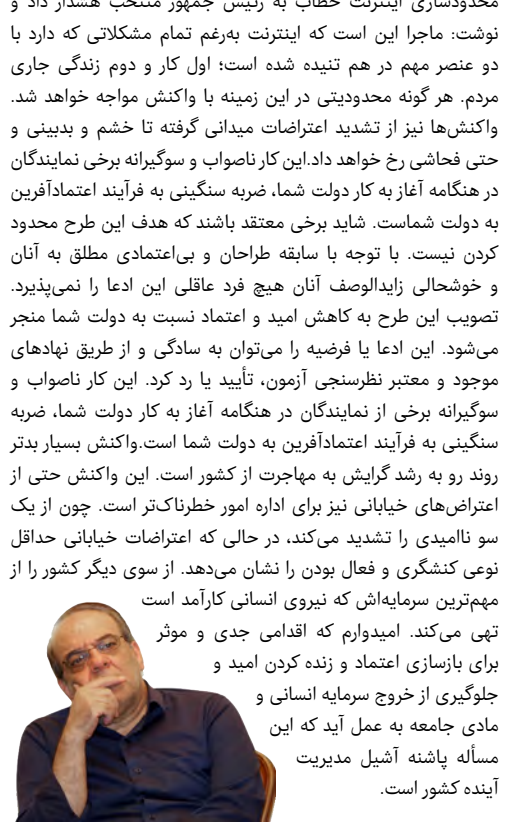 محدودسازی اینترنت خطاب به رئیس جمهور منتخب هشدار داد و
نوشت: ماجرا این است که اینترنت به‌رغم تمام مشکلاتی که دارد با
دو عنصر مهم در هم تنیده شده است؛ اول کار و دوم زندگی جاری
مردم. هر گونه محدودیتی در این زمینه با واکنش مواجه خواهد شد.
واکنش‌ها نیز از تشدید اعتراضات میدانی گرفته تا خشم و بدبینی و
حتی فحاشی رخ خواهد داد.این کار ناصواب و سوگیرانه برخی نمایندگان
در هنگامه آغاز به کار دولت شما، ضربه سنگینی به فرآیند اعتمادآفرین
به دولت شماست. شاید برخی معتقد باشند که هدف این طرح محدود
کردن نیست. با توجه با سابقه طراحان و بی‌اعتمادی مطلق به آنان
و خوشحالی زایدالوصف آنان هیچ فرد عاقلی این ادعا را نمی‌پذیرد.
تصویب این طرح به کاهش امید و اعتماد نسبت به دولت شما منجر
می‌شود. این ادعا یا فرضیه را می‌توان به سادگی و از طریق نهادهای
موجود و معتبر نظرسنجی آزمون، تأیید یا رد کرد. این کار ناصواب و
سوگیرانه برخی از نمایندگان در هنگامه آغاز به کار دولت شما، ضربه
سنگینی به فرآیند اعتمادآفرین به دولت شما است.واکنش بسیار بدتر
روند رو به رشد گرایش به مهاجرت از کشور است. این واکنش حتی از
اعتراض‌های خیابانی نیز برای اداره امور خطرناک‌تر است. چون از یک
سو ناامیدی را تشدید می‌کند، در حالی که اعتراضات خیابانی حداقل
نوعی کنشگری و فعال بودن را نشان می‌دهد. از سوی دیگر کشور را از
مهم‌ترین سرمایه‌اش که نیروی انسانی کارآمد است
تهی می‌کند. امیدوارم که اقدامی جدی و موثر
برای بازسازی اعتماد و زنده کردن امید و
جلوگیری از خروج سرمایه انسانی و
مادی جامعه به عمل آید که این
مسأله پاشنه آشیل مدیریت
آینده کشور است.